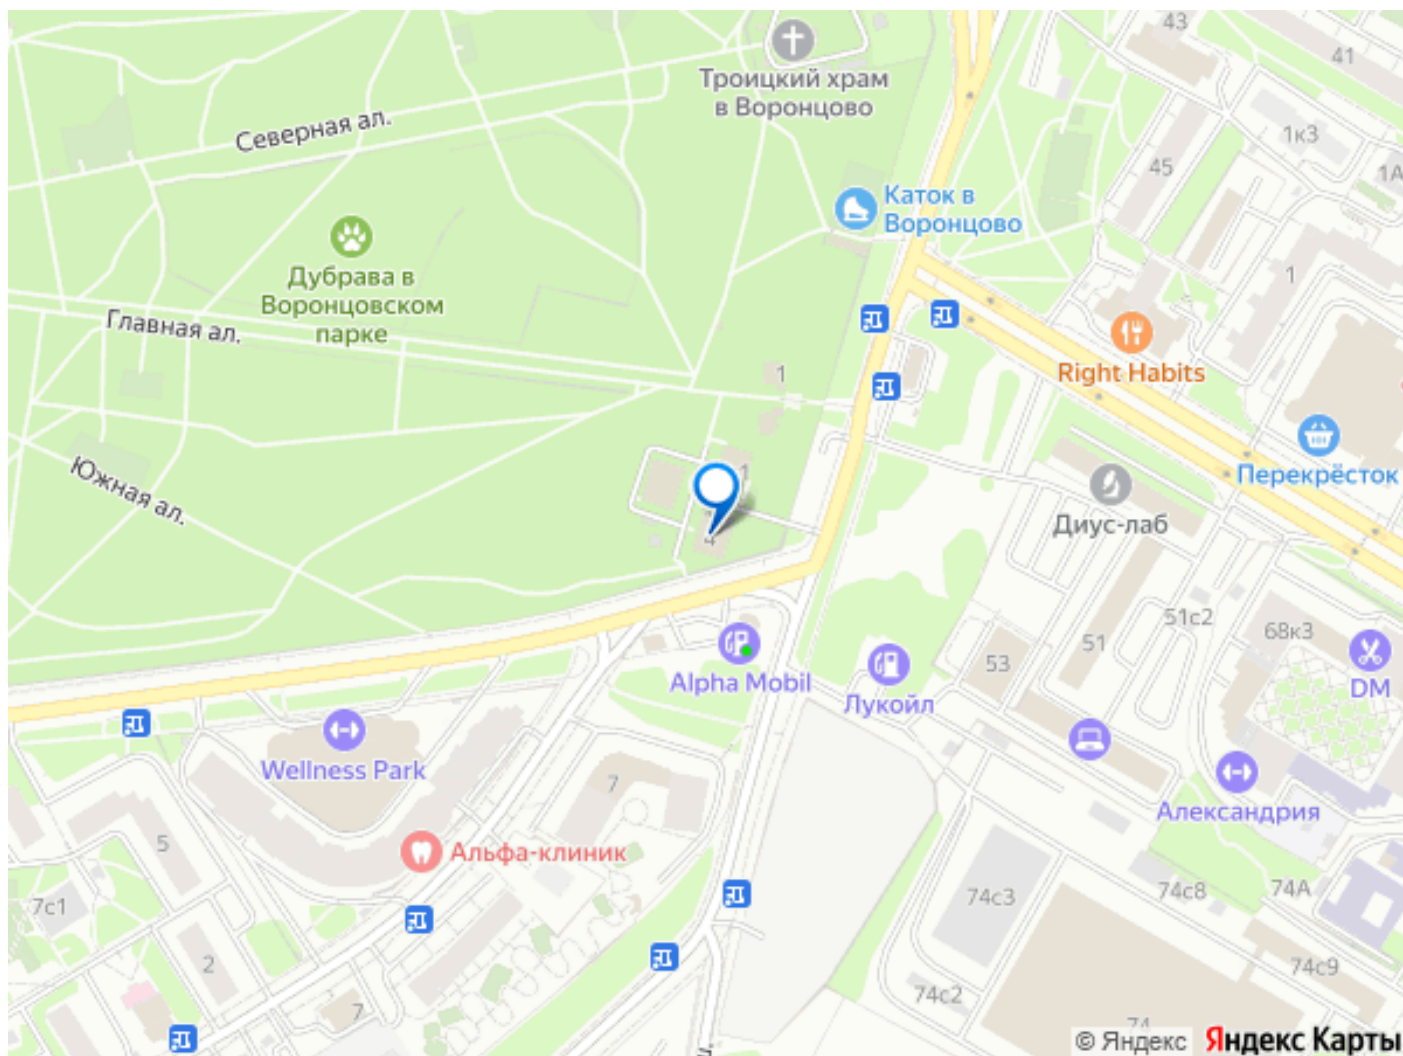 43
41
Троицкий храм
в Воронцово
Северная ал.
1к3
45
1А
Каток в
Воронцово
Дубрава в
Воронцовском
парке
1
Главная ал.
Right Habits
1
Перекрёсток
1
Южная ал.
Диус-лаб
4
51с2
68к3
51
53
DM
Alpha Mobil
Лукойл
Wellness Park
7
Александрия
5
Альфа-клиник
74с3
74с8
74А
7с1
2
74с9
74с2
7
74
© Яндекс
Яндекс Карты